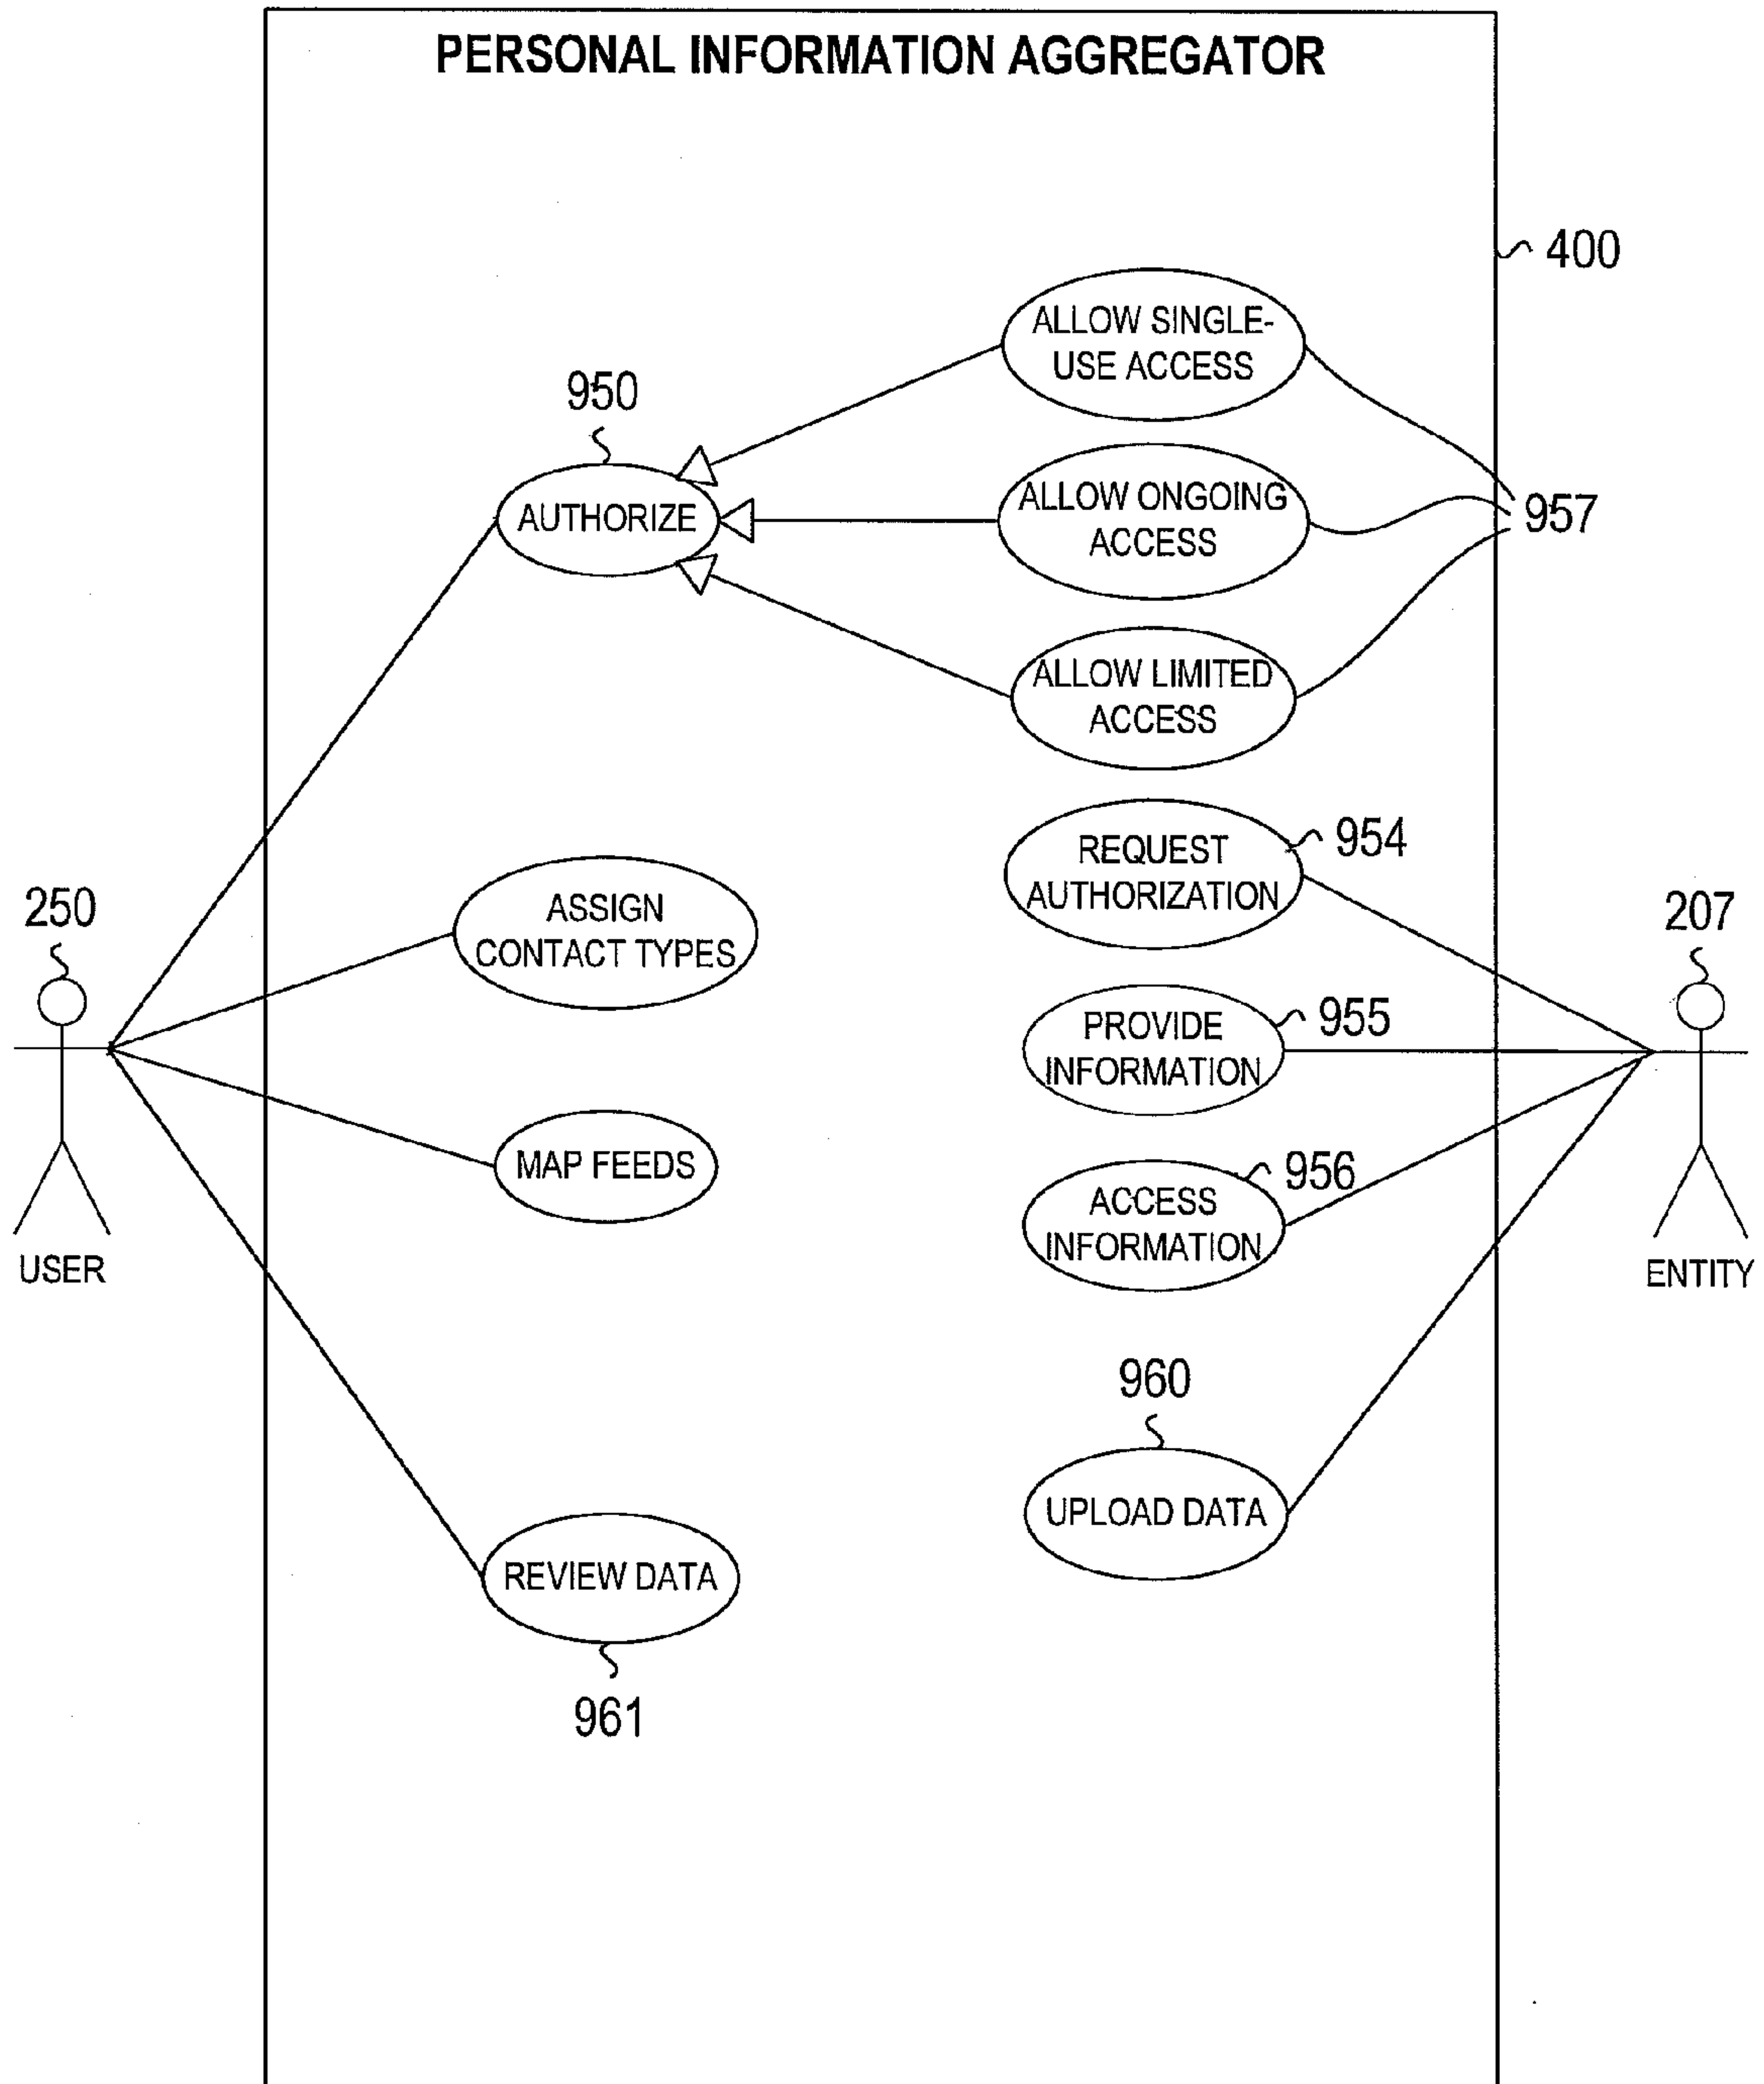 PERSONAL INFORMATION AGGREGATOR
400
ALLOW SINGLE-
USE ACCESS
950
AUTHORIZE
ALLOW ONGOING
ACCESS
957
ALLOW LIMITED
ACCESS
REQUEST
AUTHORIZATION
954
250
ASSIGN
CONTACT TYPES
207
PROVIDE
INFORMATION
955
MAP FEEDS
ACCESS
INFORMATION
956
USER
ENTITY
960
UPLOAD DATA
REVIEW DATA
961